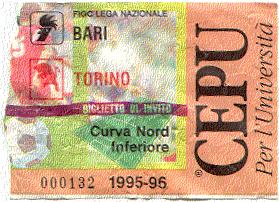 FIGC LEGA NAZIONALE
BARI
TORINO
BIGLIETTO DI INVITO
Curva Nord
Inferiore
000132 1995-96
®CEPU
Per l'Università